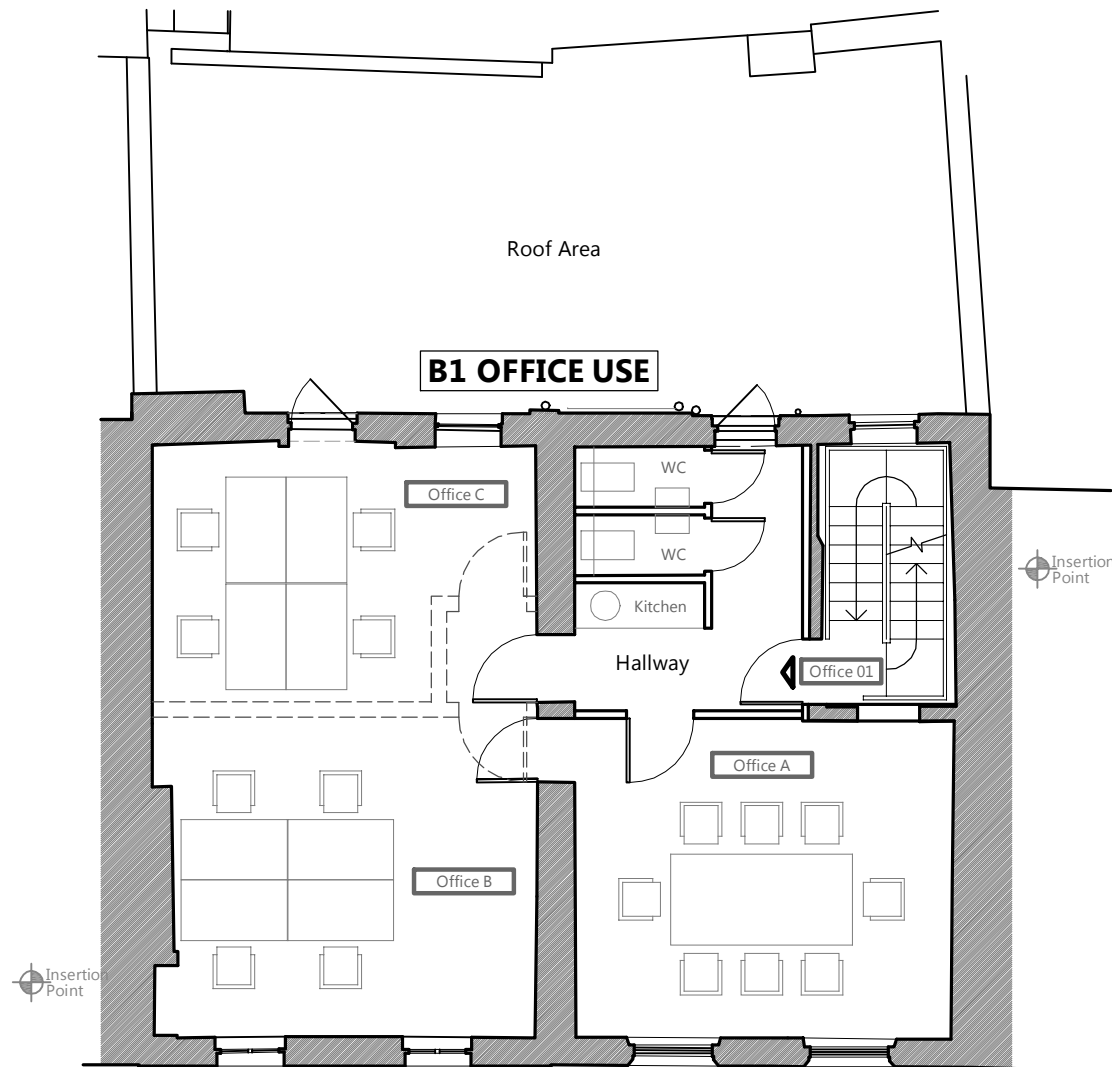 Roof Area
B1 OFFICE USE
WC
Office C
WC
Insertion
Point
Kitchen
Hallway
Office 01
Office A
Office B
Insertion
Point
N